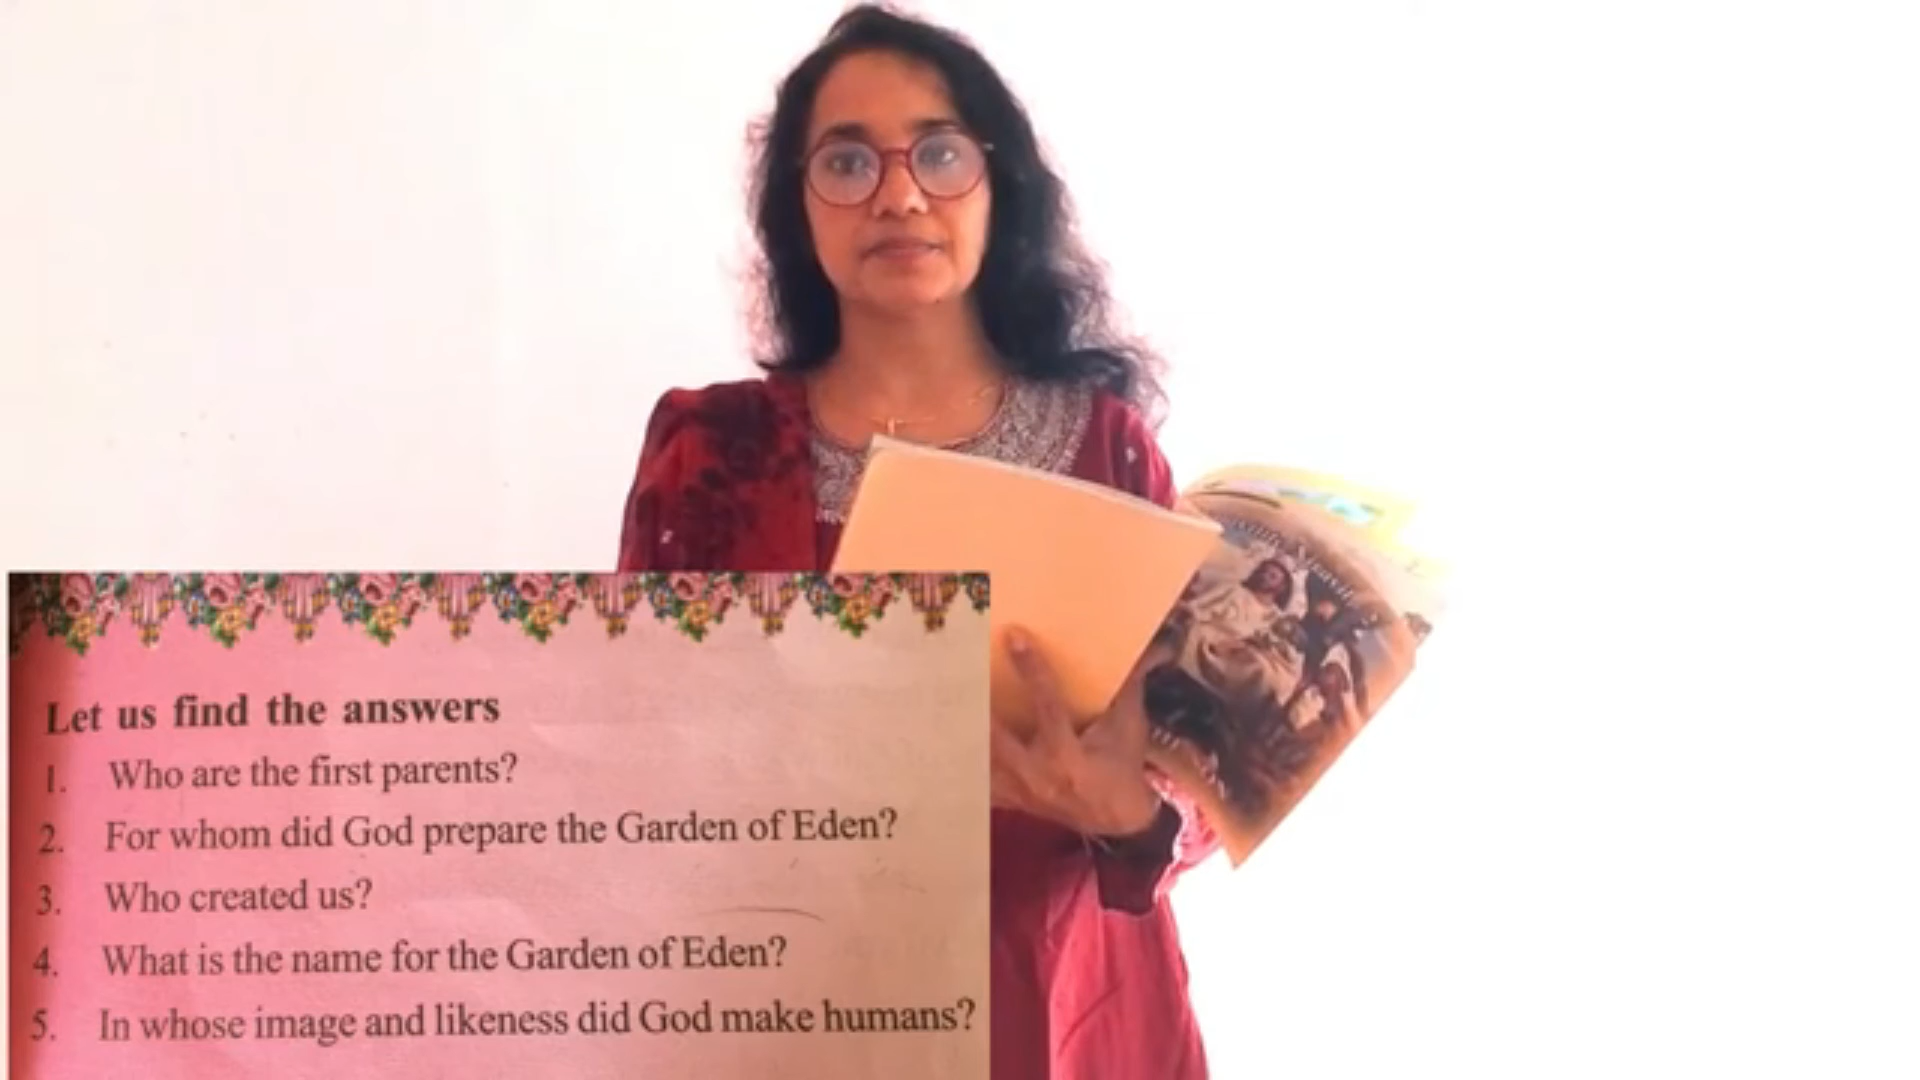 Let us find the answers
1. Who are the first parents?
2. For whom did God prepare the Garden of Eden?
3. Who created us?
4. What is the name for the Garden of Eden?
5. In whose image and likeness did God make humans?